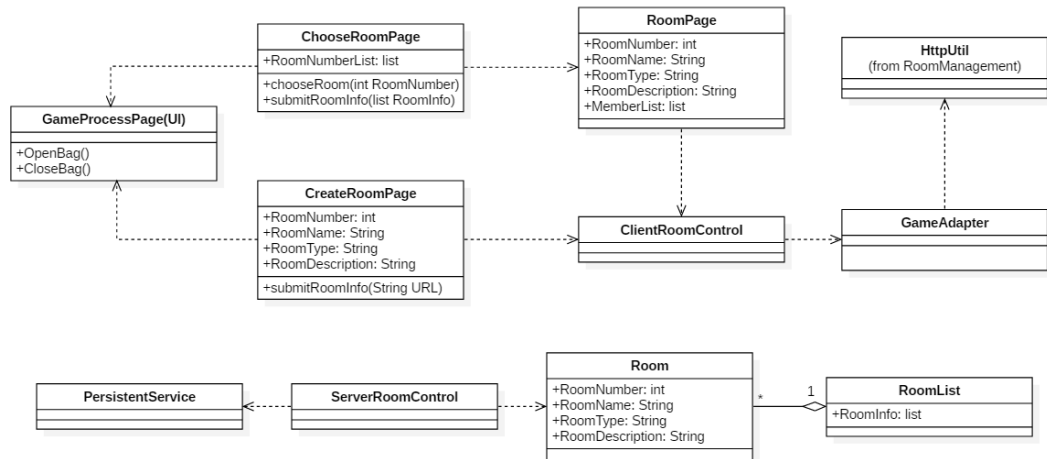 ChooseRoomPage
+RoomNumberList: list
+chooseRoom(int RoomNumber)
+submitRoomInfo(list RoomInfo)
RoomPage
+RoomNumber: int
+RoomName: String
+RoomType: String
+RoomDescription: String
+MemberList: list
HttpUtil
(from RoomManagement)
GameProcessPage(UI)
+OpenBag()
+CloseBag()
CreateRoomPage
+RoomNumber: int
+RoomName: String
+RoomType: String
+RoomDescription: String
+submitRoomInfo(String URL)
ClientRoomControl
GameAdapter
PersistentService
ServerRoomControl
Room
+RoomNumber: int
+RoomName: String
+RoomType: String
+RoomDescription: String
*
1
RoomList
+RoomInfo: list